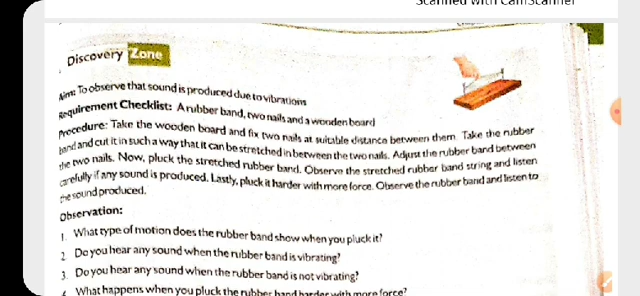 Scanned with CamScanner
Discovery Zone
Aim: To observe that sound is produced due to vibrations
Requirement Checklist: A rubber band, two nails and a wooden board
Procedure: Take the wooden board and fix two nails at suitable distance between them. Take the rubber
band and cut it in such a way that it can be stretched in between the two nails. Adjust the rubber band between
the two nails. Now, pluck the stretched rubber band. Observe the stretched rubber band string and listen
carefully if any sound is produced. Lastly, pluck it harder with more force. Observe the rubber band and listen to
the sound produced.
Observation:
1. What type of motion does the rubber band show when you pluck it?
2. Do you hear any sound when the rubber band is vibrating?
3. Do you hear any sound when the rubber band is not vibrating?
What happens when you pluck the rubber band harder with more force?